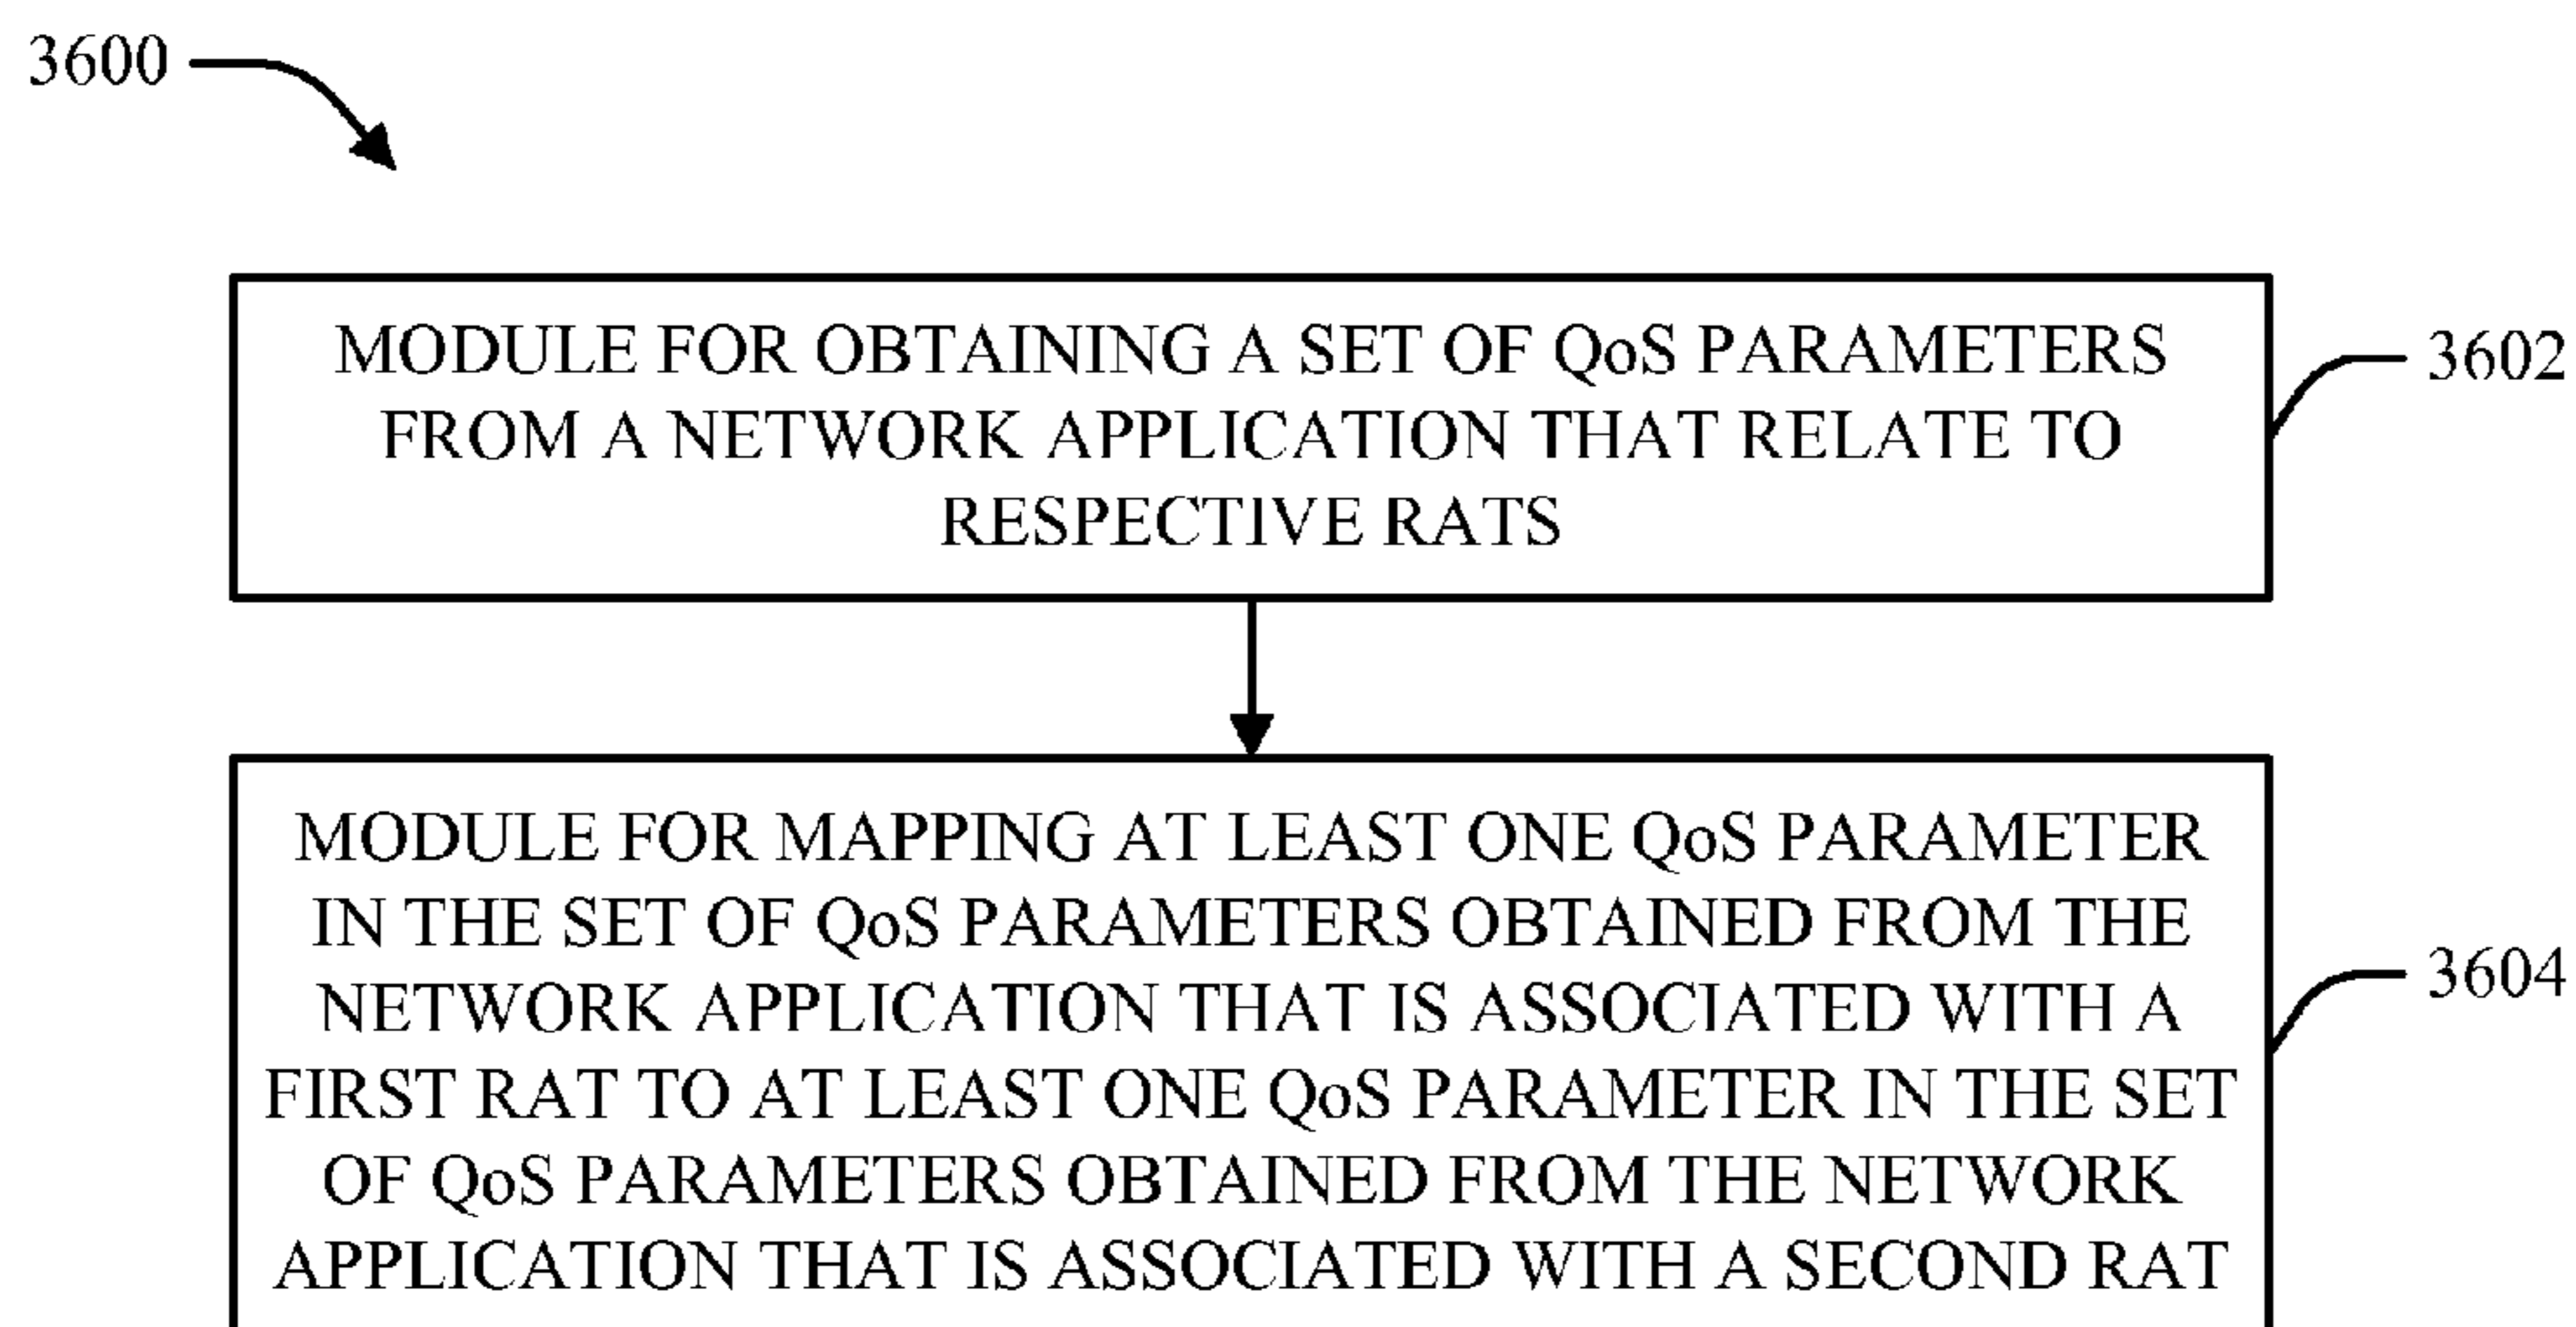 3600
MODULE FOR OBTAINING A SET OF QoS PARAMETERS
FROM A NETWORK APPLICATION THAT RELATE TO
RESPECTIVE RATS
3602
MODULE FOR MAPPING AT LEAST ONE QoS PARAMETER
IN THE SET OF QoS PARAMETERS OBTAINED FROM THE
NETWORK APPLICATION THAT IS ASSOCIATED WITH A
FIRST RAT TO AT LEAST ONE QoS PARAMETER IN THE SET
OF QoS PARAMETERS OBTAINED FROM THE NETWORK
APPLICATION THAT IS ASSOCIATED WITH A SECOND RAT
3604